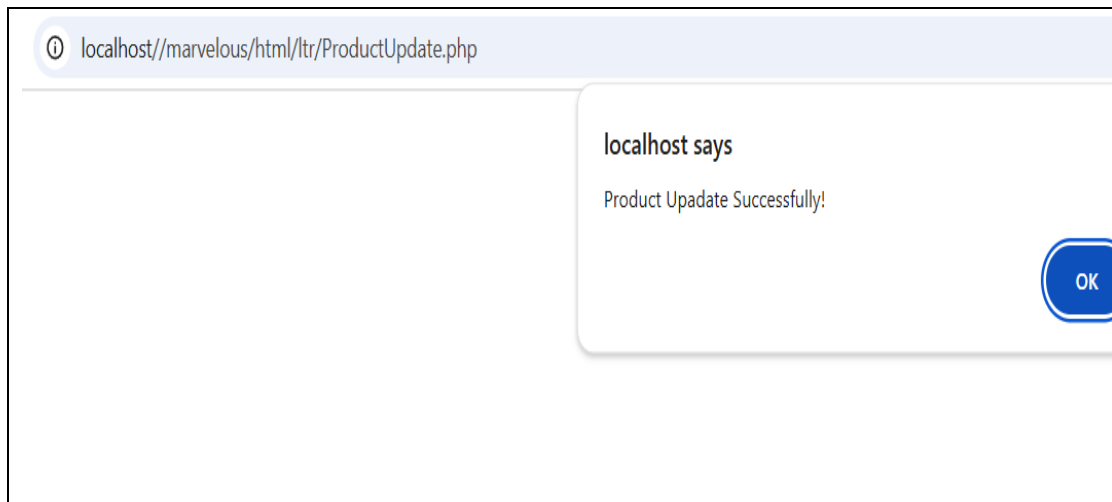 localhost//marvelous/html/ltr/ProductUpdate.php
localhost says
Product Upadate Successfully!
OK